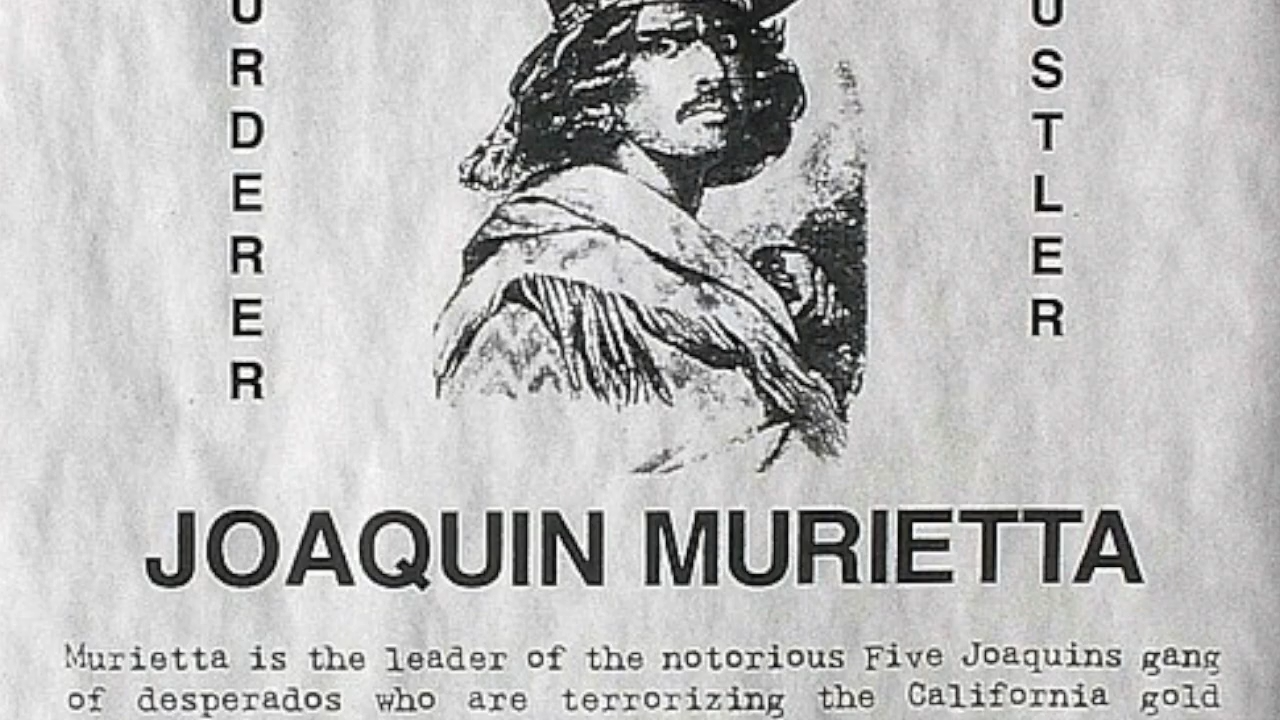 URDERER
USTLER
JOAQUIN MURIETTA
Murietta is the leader of the notorious Five Joaquins gang
of desperados who are terrorizing the California gold